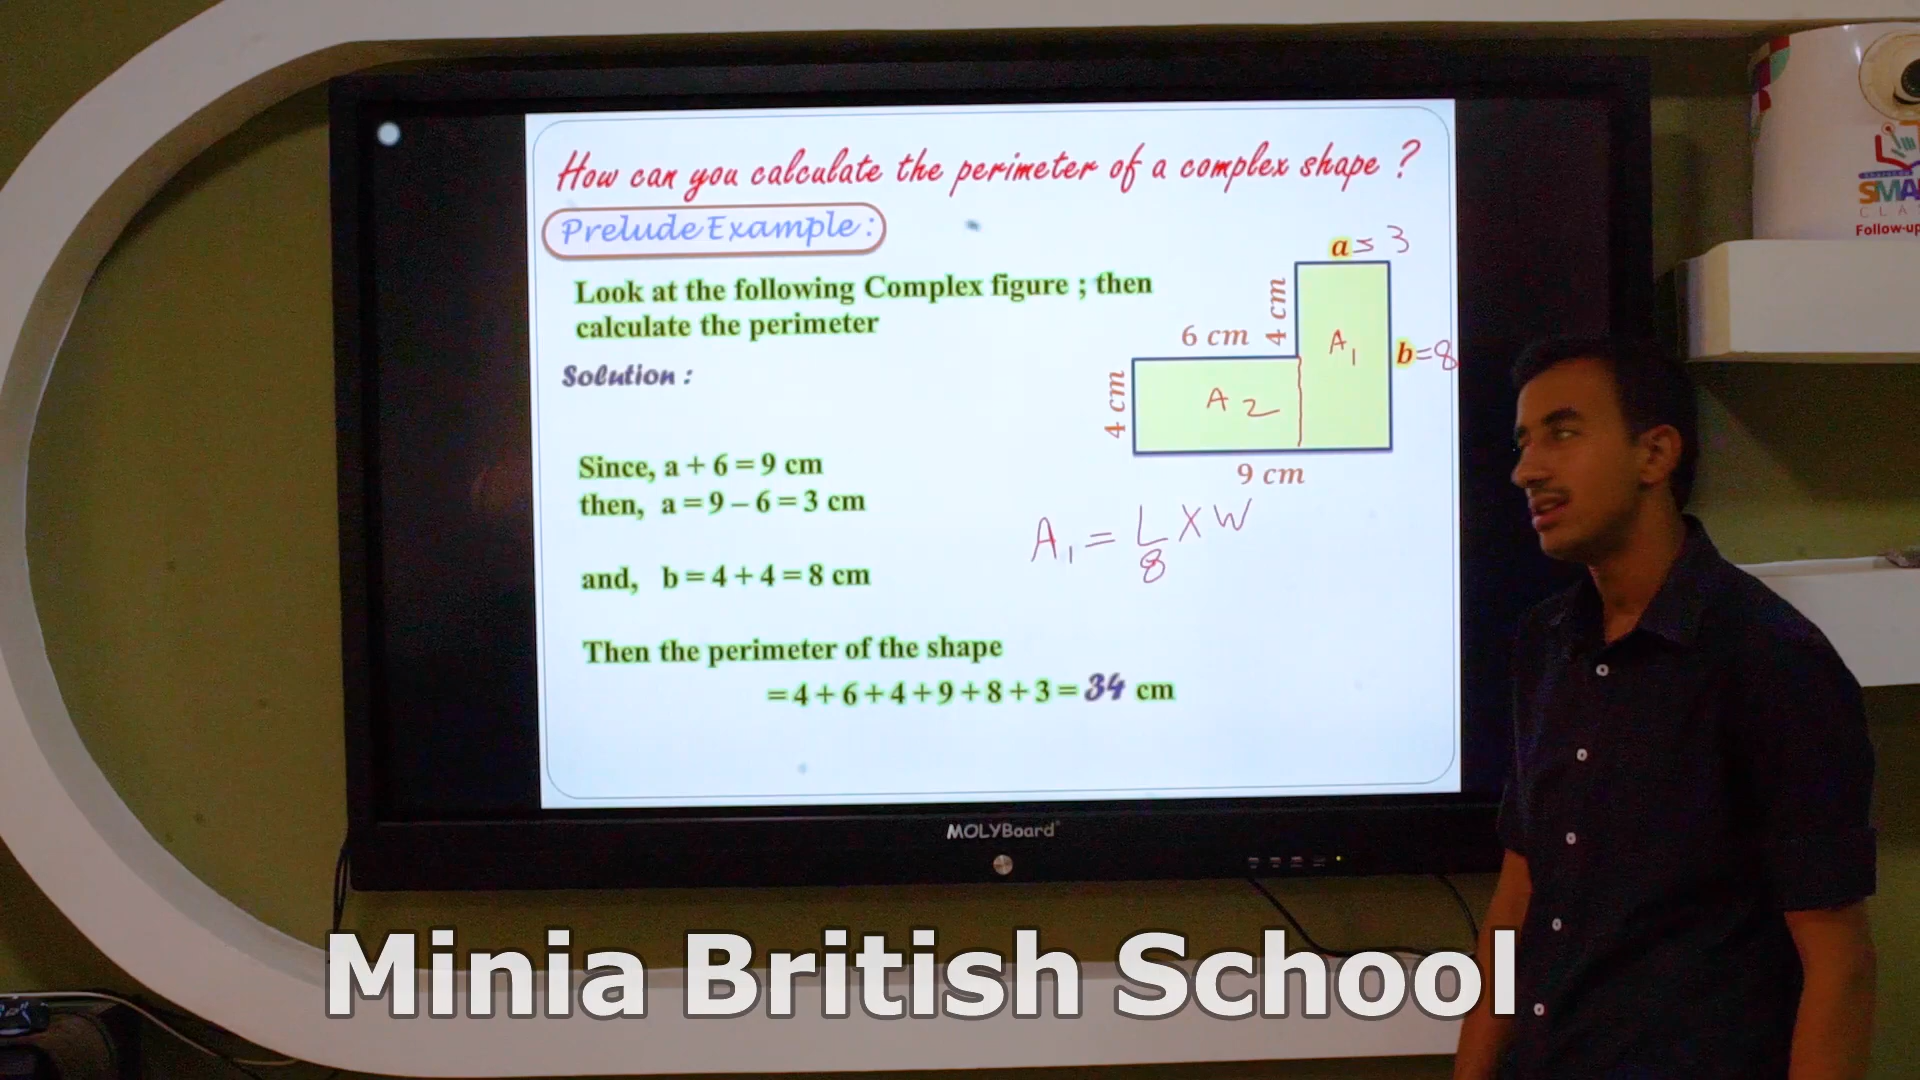 How can you calculate the perimeter of a complex shape ?
Prelude Example :
Look at the following Complex figure ; then
calculate the perimeter
Solution :
Since, a + 6 = 9 cm
then, a = 9 – 6 = 3 cm
and, b = 4 + 4 = 8 cm
Then the perimeter of the shape
= 4 + 6 + 4 + 9 + 8 + 3 = 34 cm
a = 3
4 cm
6 cm
A1
b = 8
4 cm
A2
9 cm
A1 = L X W
8
MOLYBoard
Follow-up
Minia British School